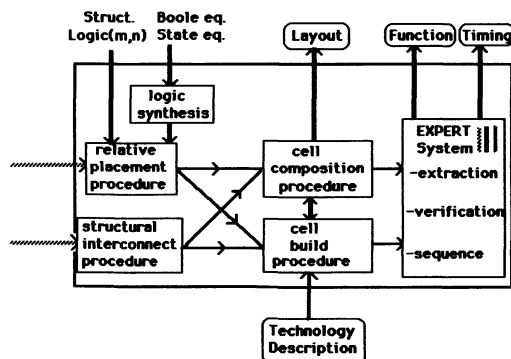 Struct.
Logic(m,n)
Boole eq.
State eq.
Layout
Function
Timing
logic
synthesis
relative
placement
procedure
cell
composition
procedure
EXPERT
System
-extraction
-verification
-sequence
structural
interconnect
procedure
cell
build
procedure
Technology
Description